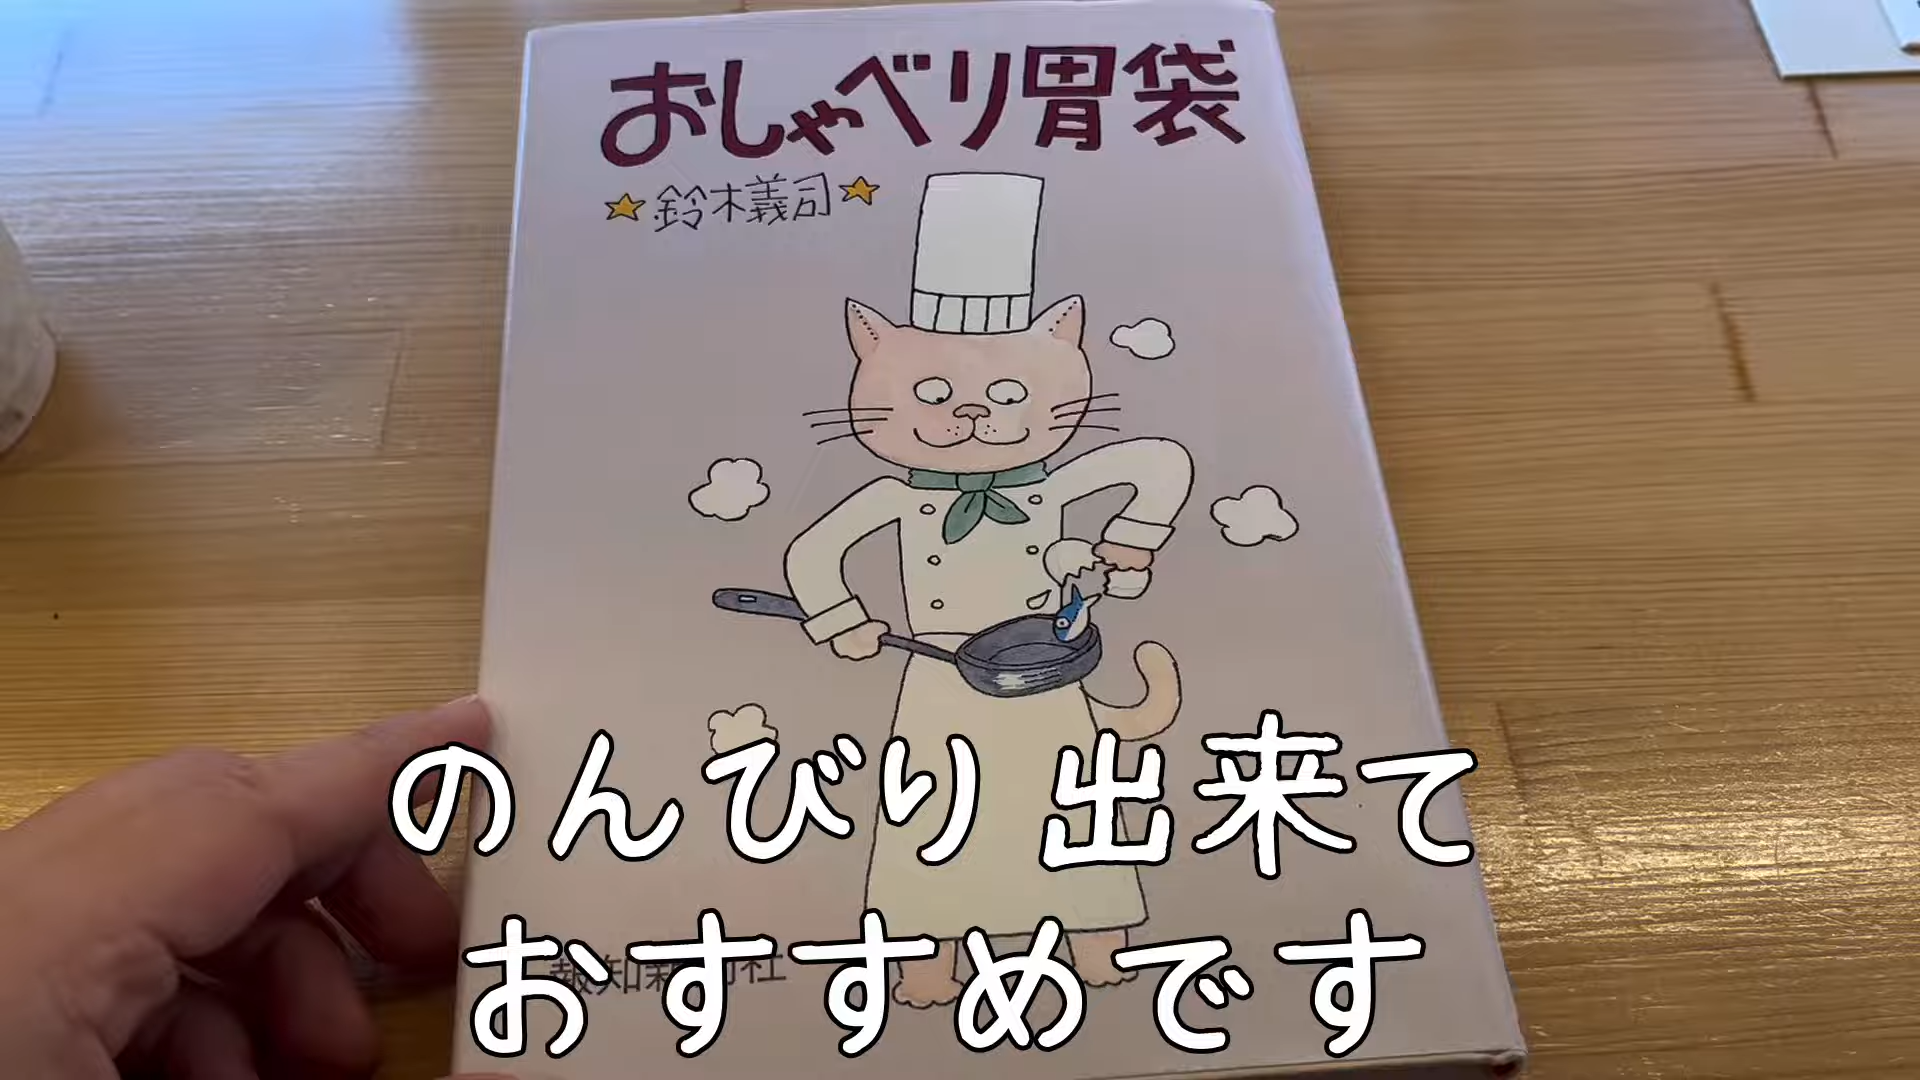 おしゃべり胃袋
★鈴木義司★
のんびり 出来て
おすすめです